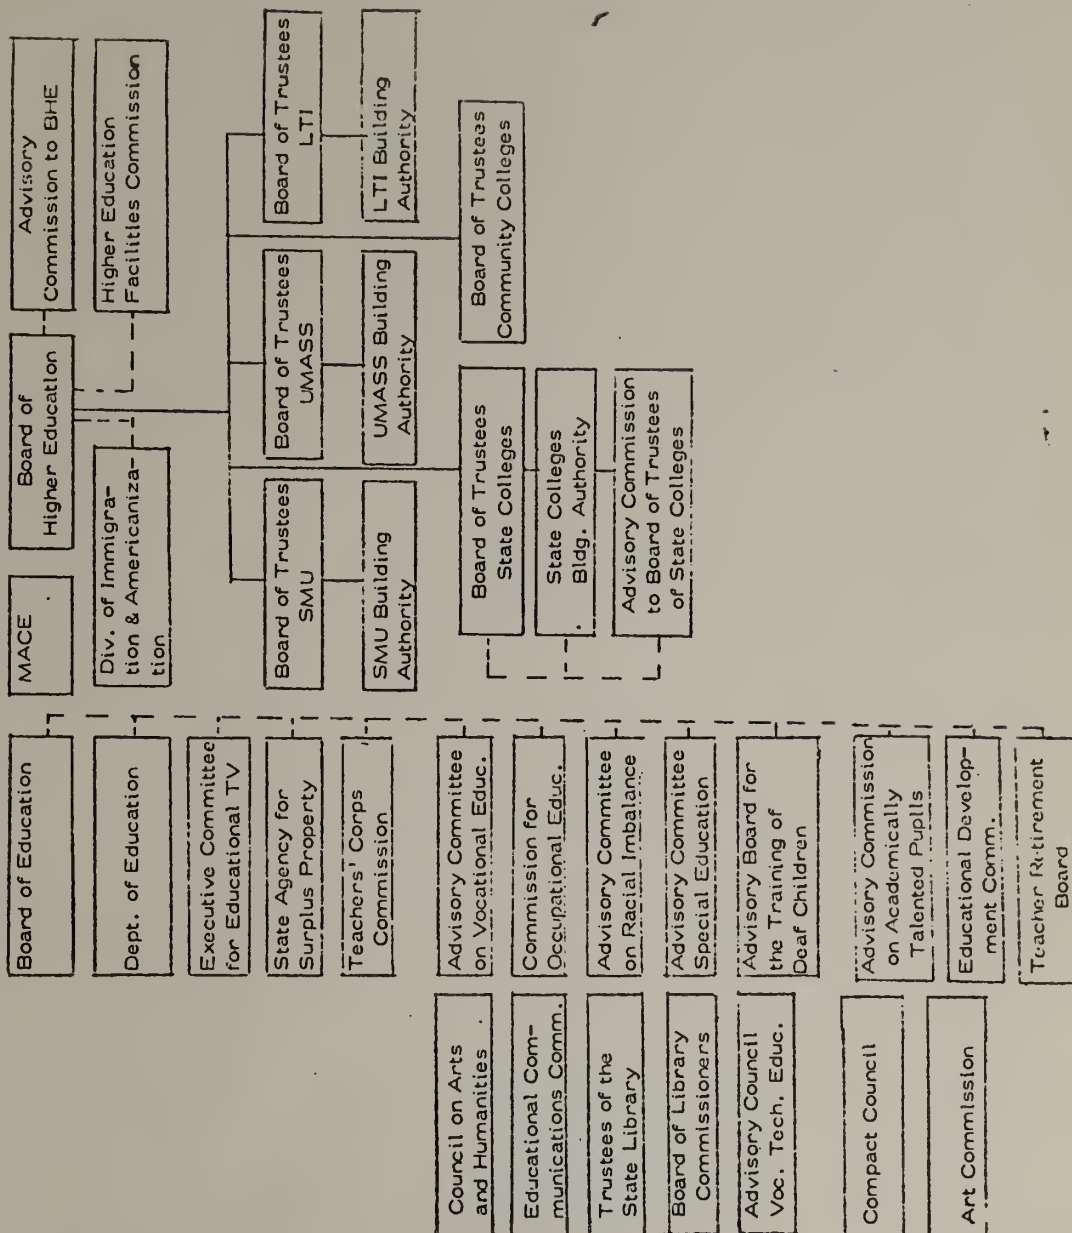 Council on Arts
and Humanities
Educational Com-
munications Comm.
Trustees of the
State Library
Board of Library
Commissioners
Advisory Council
Voc. Tech. Educ.
Compact Council
Art Commission
Board of Education
Dept. of Education
Executive Committee
for Educational TV
State Agency for
Surplus Property
Teachers' Corps
Commission
Advisory Committee
on Vocational Educ.
Commission for
Occupational Educ.
Advisory Committee
on Racial Imbalance
Advisory Committee
Special Education
Advisory Board for
the Training of
Deaf Children
Advisory Commission
on Academically
Talented Pupils
Educational Develop-
ment Comm.
Teacher Retirement
Board
MACE
Board of
Higher Education
Advisory
Commission to BHE
Div. of Immigra-
tion & Americaniza-
tion
Higher Education
Facilities Commission
Board of Trustees
SMU
SMU Building
Authority
Board of Trustees
UMASS
UMASS Building
Authority
Board of Trustees
LTI
LTI Building
Authority
Board of Trustees
State Colleges
State Colleges
Bldg. Authority
Advisory Commission
to Board of Trustees
of State Colleges
Board of Trustees
Community Colleges